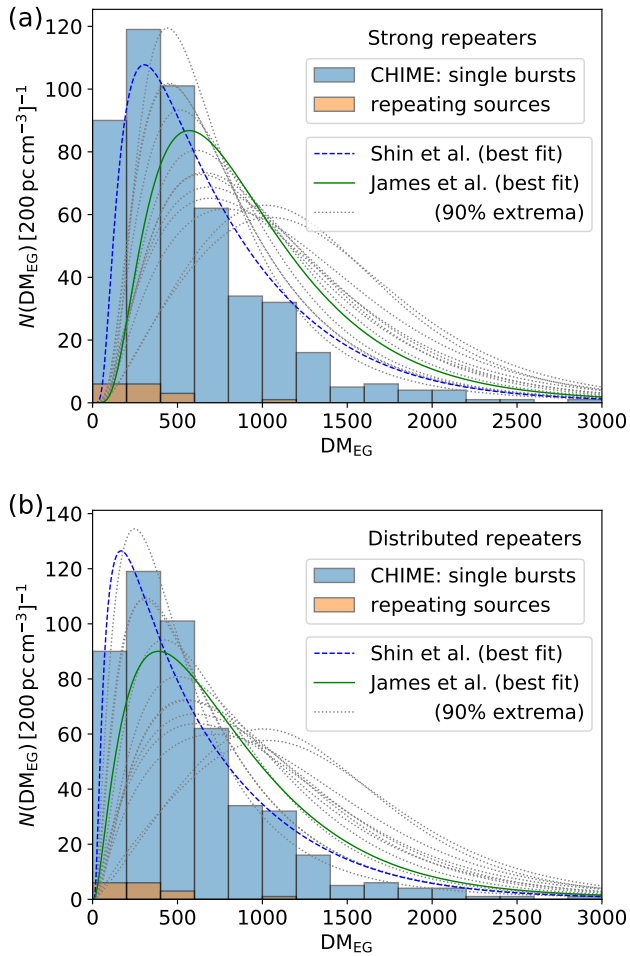 (a)
120
100
80
60
40
20
0
N(DM_EG) [200 pc cm⁻³]⁻¹
Strong repeaters
CHIME: single bursts
repeating sources
Shin et al. (best fit)
James et al. (best fit)
(90% extrema)
0 500 1000 1500 2000 2500 3000
DM_EG
(b)
140
120
100
80
60
40
20
0
N(DM_EG) [200 pc cm⁻³]⁻¹
Distributed repeaters
CHIME: single bursts
repeating sources
Shin et al. (best fit)
James et al. (best fit)
(90% extrema)
0 500 1000 1500 2000 2500 3000
DM_EG